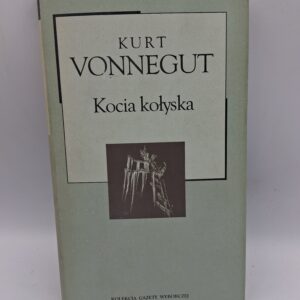 KURT
VONNEGUT
Kocia kołyska
KOLEKCJA GAZETY WYBORCZEJ